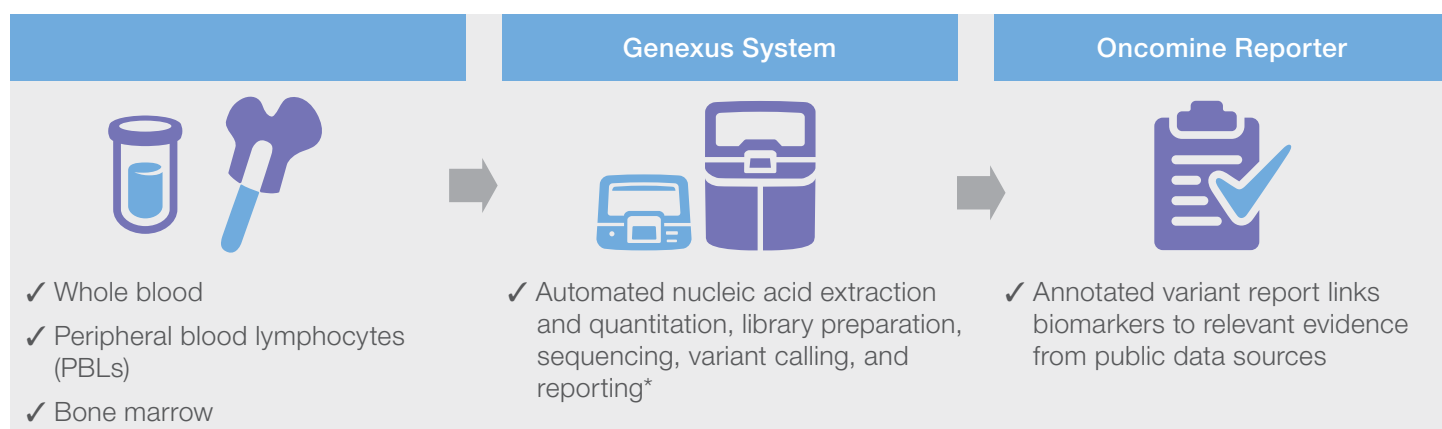 Genexus System
Oncomine Reporter
✓ Whole blood
✓ Peripheral blood lymphocytes
(PBLs)
✓ Bone marrow
✓ Automated nucleic acid extraction
and quantitation, library preparation,
sequencing, variant calling, and
reporting*
✓ Annotated variant report links
biomarkers to relevant evidence
from public data sources